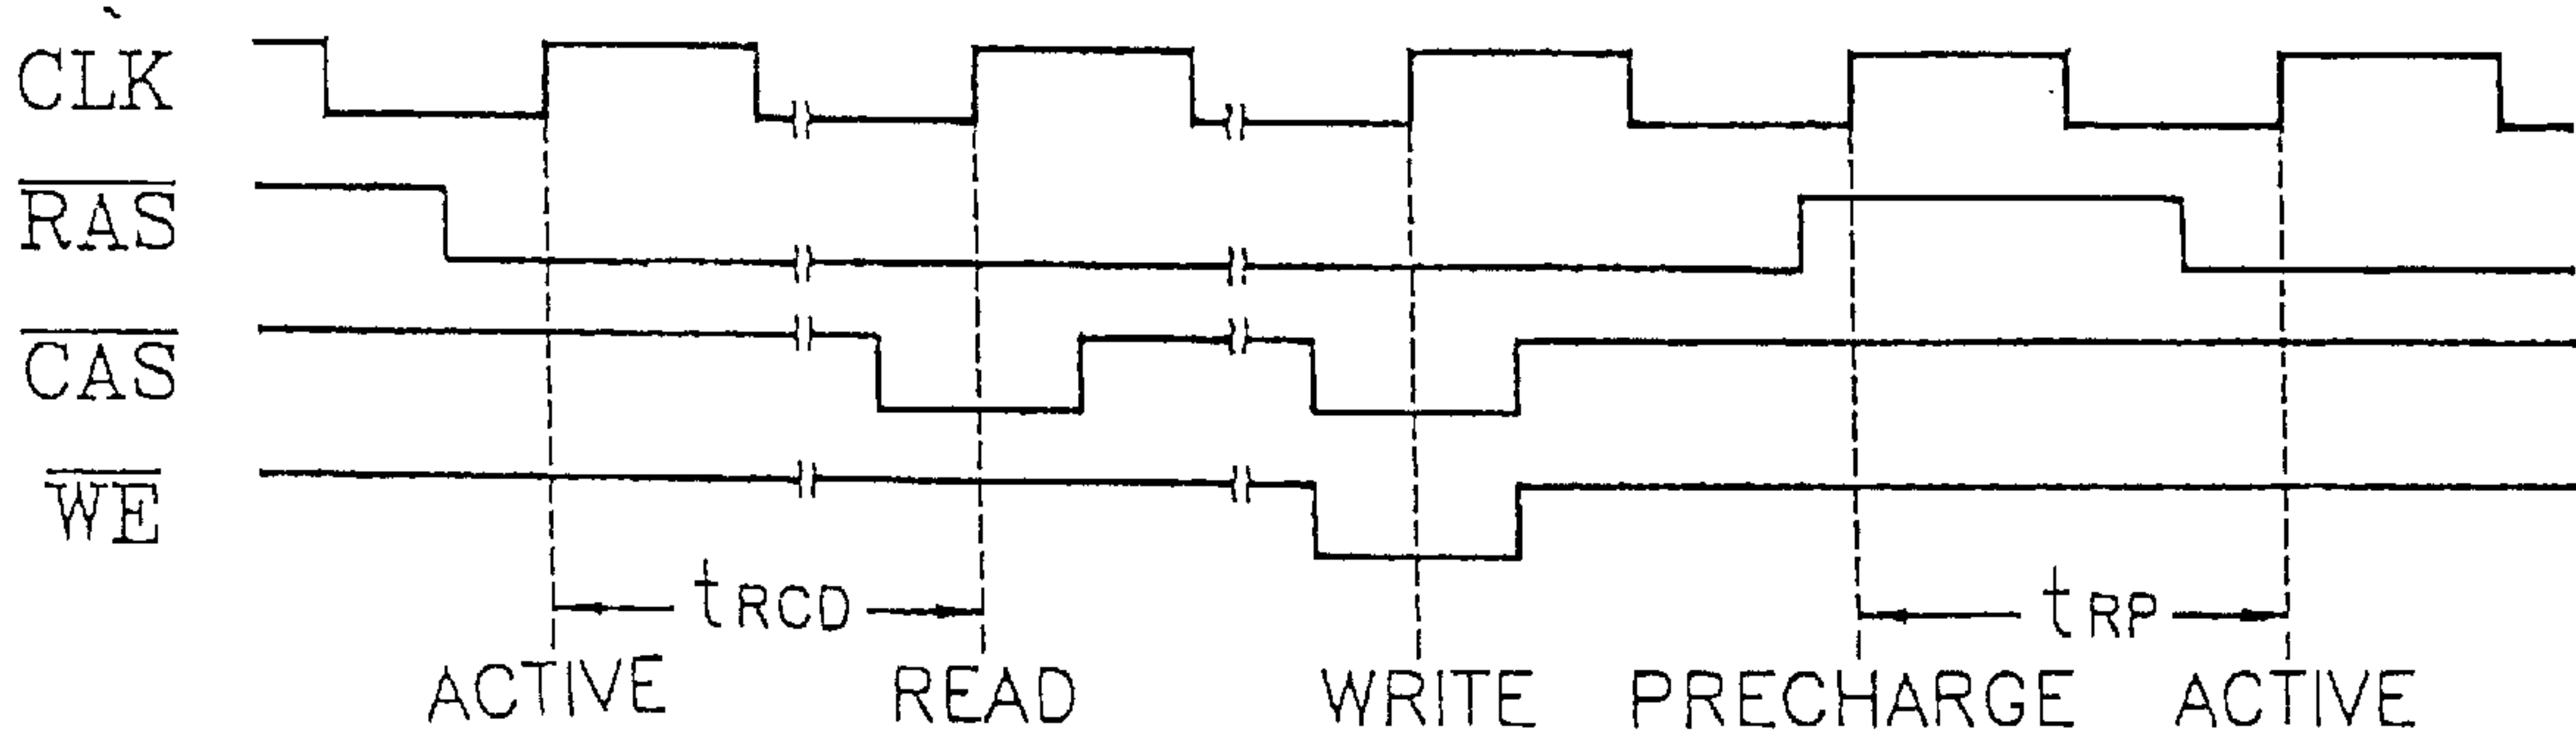 CLK
RAS
CAS
WE
tRCD
tRP
ACTIVE READ WRITE PRECHARGE ACTIVE